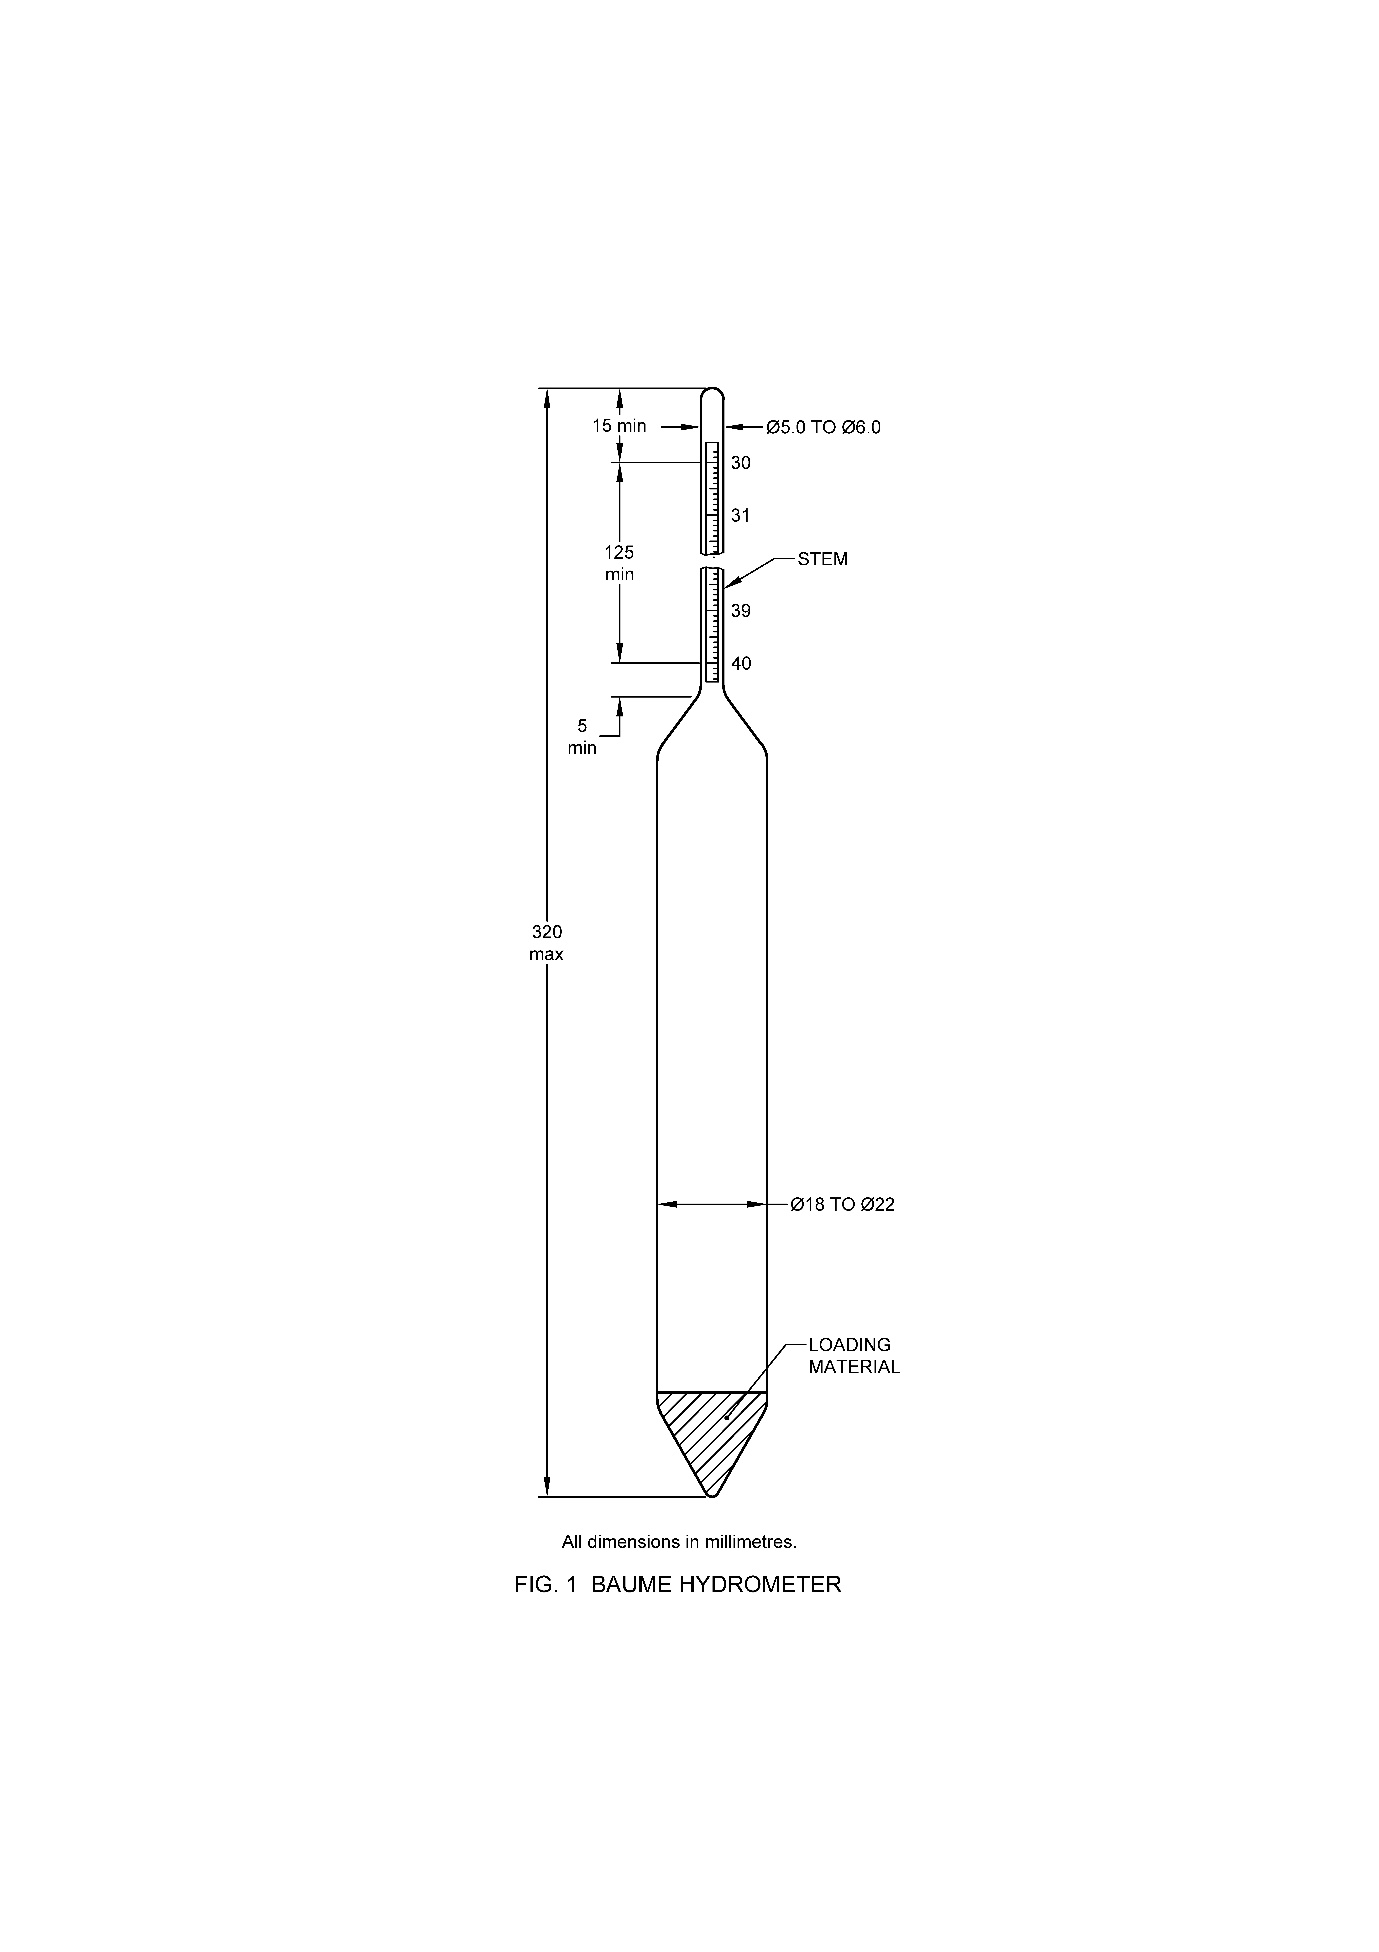 15 min
Ø5.0 TO Ø6.0
30
31
125
min
STEM
39
40
5
min
320
max
Ø18 TO Ø22
LOADING
MATERIAL
All dimensions in millimetres.
FIG. 1 BAUME HYDROMETER